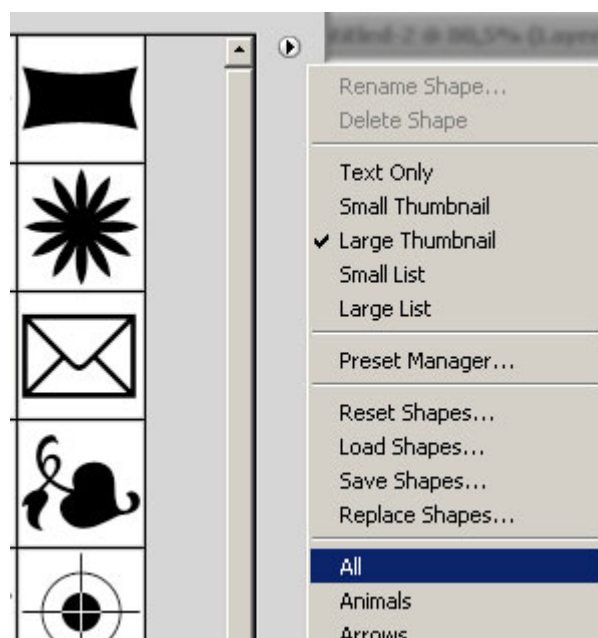 Rename Shape...
Delete Shape
Text Only
Small Thumbnail
Large Thumbnail
Small List
Large List
Preset Manager...
Reset Shapes...
Load Shapes...
Save Shapes...
Replace Shapes...
All
Animals
Arrows